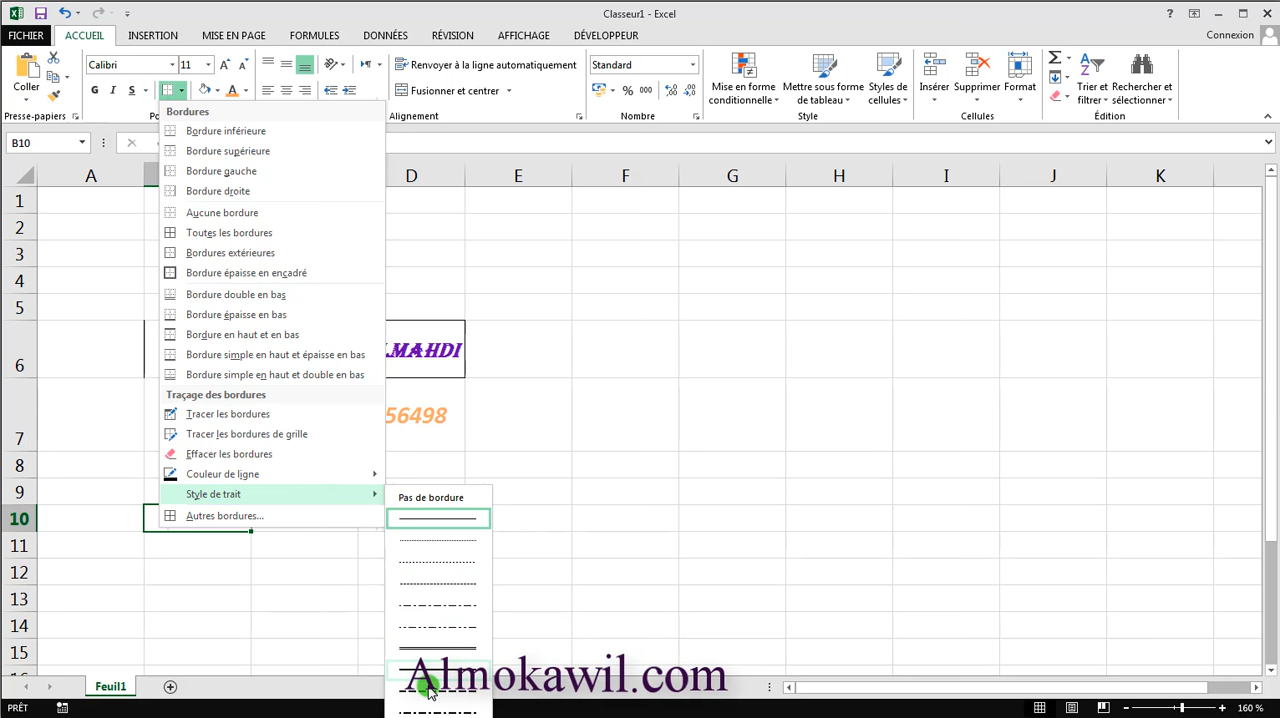 Classeur1 - Excel
FICHIER ACCUEIL INSERTION MISE EN PAGE FORMULES DONNÉES RÉVISION AFFICHAGE DÉVELOPPEUR Connexion
Coller
Presse-papiers
Calibri 11
G I S
Renvoyer à la ligne automatiquement
Fusionner et centrer
Alignement
Standard
% 000
Nombre
Mise en forme conditionnelle
Mettre sous forme de tableau
Styles de cellules
Style
Insérer Supprimer Format
Cellules
Trier et filtrer
Rechercher et sélectionner
Édition
B10
A D E F G H I J K
1
2
3
4
5
6
7
8
9
10
11
12
13
14
15
LMAHDI
56498
Bordures
Bordure inférieure
Bordure supérieure
Bordure gauche
Bordure droite
Aucune bordure
Toutes les bordures
Bordures extérieures
Bordure épaisse en encadré
Bordure double en bas
Bordure épaisse en bas
Bordure en haut et en bas
Bordure simple en haut et épaisse en bas
Bordure simple en haut et double en bas
Traçage des bordures
Tracer les bordures
Tracer les bordures de grille
Effacer les bordures
Couleur de ligne
Style de trait
Autres bordures...
Pas de bordure
Almokawil.com
Feuil1
PRÊT
160 %